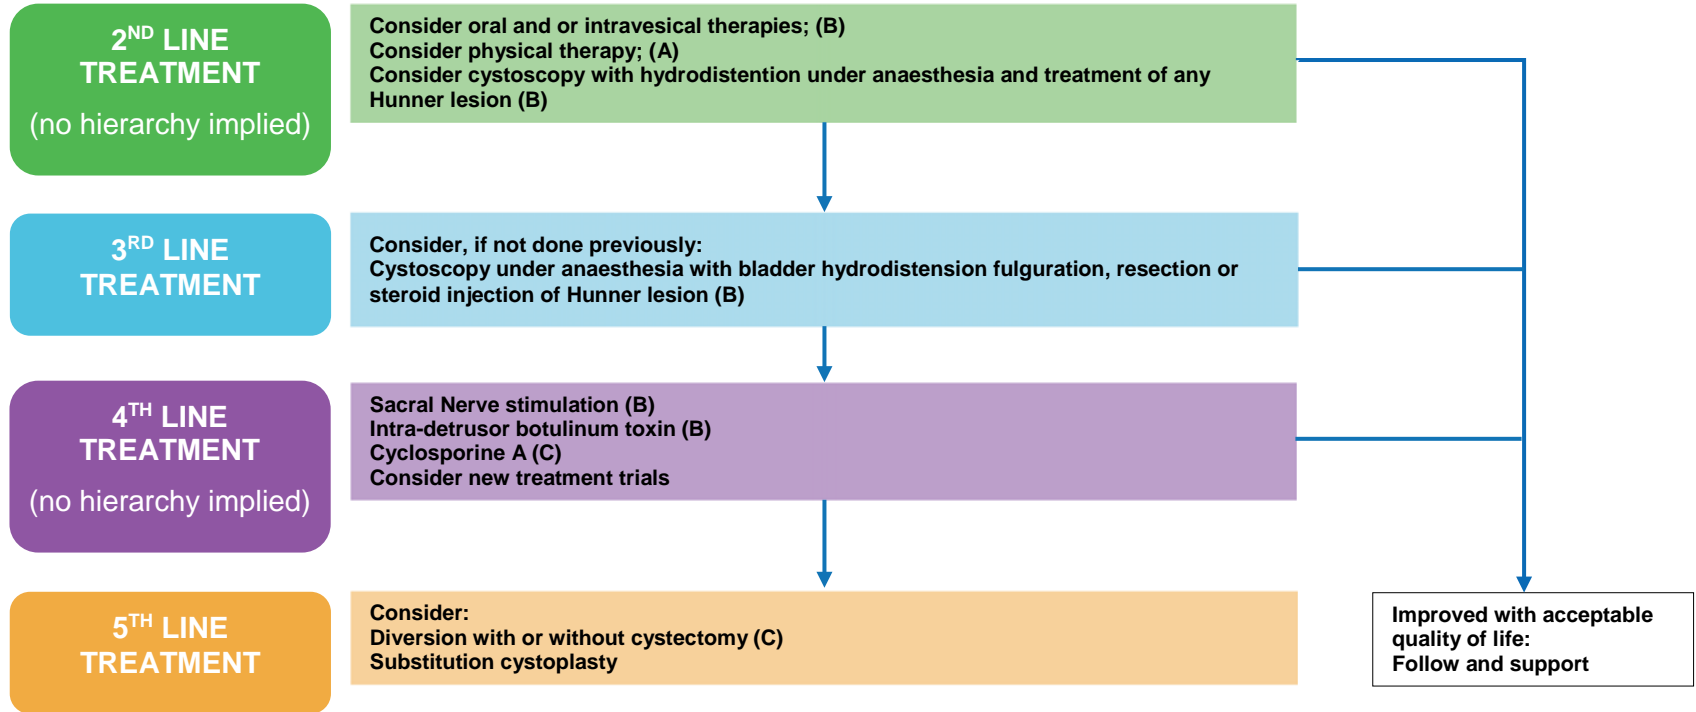 2ND LINE
TREATMENT
(no hierarchy implied)
Consider oral and or intravesical therapies; (B)
Consider physical therapy; (A)
Consider cystoscopy with hydrodistention under anaesthesia and treatment of any
Hunner lesion (B)
3RD LINE
TREATMENT
Consider, if not done previously:
Cystoscopy under anaesthesia with bladder hydrodistension fulguration, resection or
steroid injection of Hunner lesion (B)
4TH LINE
TREATMENT
(no hierarchy implied)
Sacral Nerve stimulation (B)
Intra-detrusor botulinum toxin (B)
Cyclosporine A (C)
Consider new treatment trials
5TH LINE
TREATMENT
Consider:
Diversion with or without cystectomy (C)
Substitution cystoplasty
Improved with acceptable
quality of life:
Follow and support